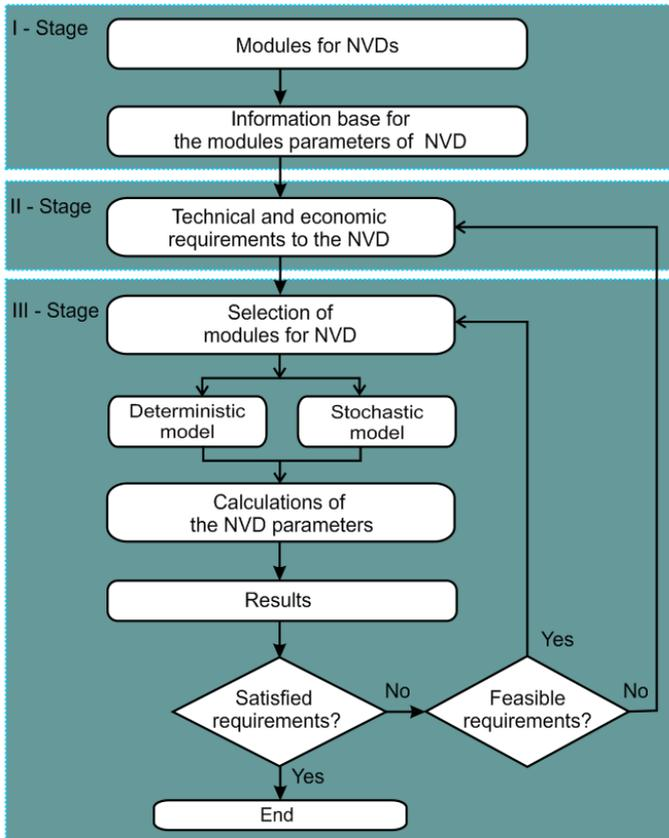 I - Stage
Modules for NVDs
Information base for
the modules parameters of NVD
II - Stage
Technical and economic
requirements to the NVD
III - Stage
Selection of
modules for NVD
Deterministic
model
Stochastic
model
Calculations of
the NVD parameters
Results
Satisfied
requirements?
No
Feasible
requirements?
Yes
No
Yes
End